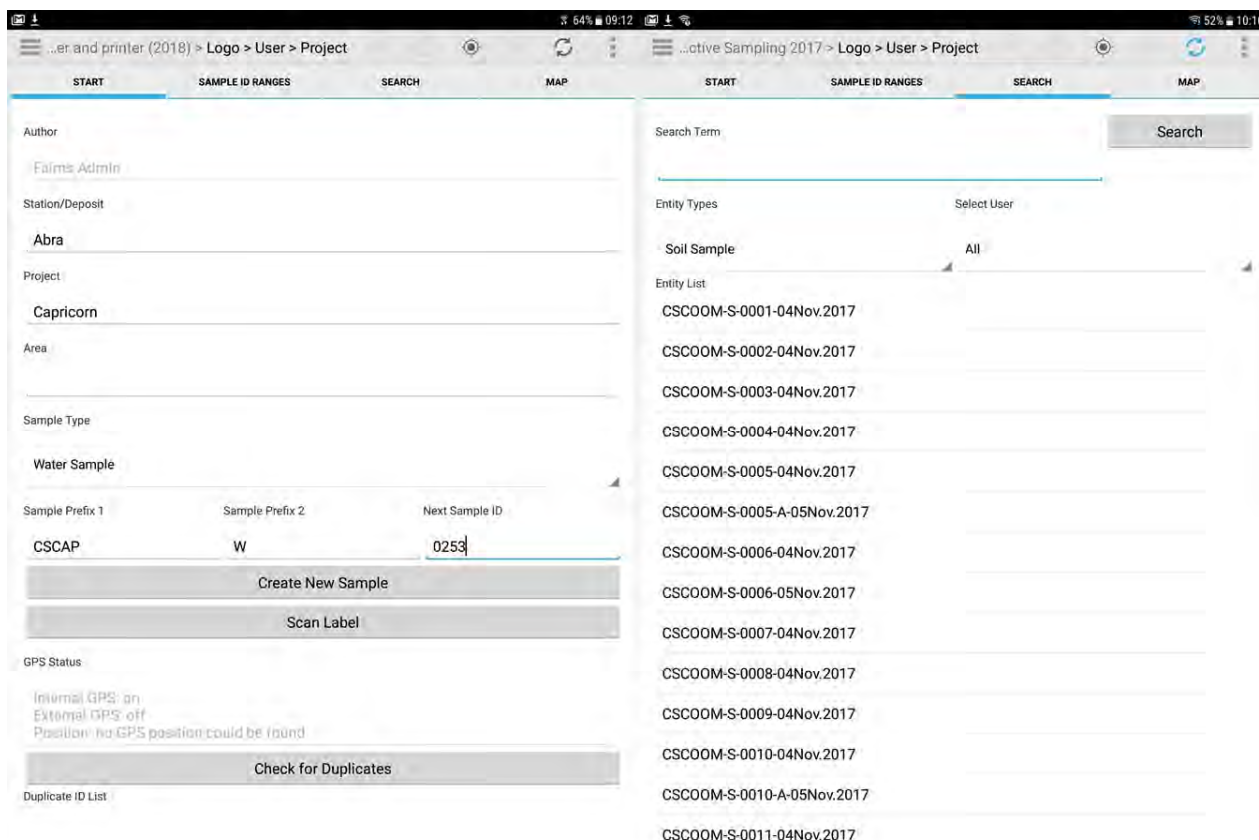 64% 09:12
...er and printer (2018) > Logo > User > Project
START SAMPLE ID RANGES SEARCH MAP
Author
Faims Admin
Station/Deposit
Abra
Project
Capricorn
Area
Sample Type
Water Sample
Sample Prefix 1 Sample Prefix 2 Next Sample ID
CSCAP W 0253
Create New Sample
Scan Label
GPS Status
Internal GPS: on
External GPS: off
Position: no GPS position could be found
Check for Duplicates
Duplicate ID List
52% 10:1
...ctive Sampling 2017 > Logo > User > Project
START SAMPLE ID RANGES SEARCH MAP
Search Term
Search
Entity Types Select User
Soil Sample All
Entity List
CSCOOM-S-0001-04Nov.2017
CSCOOM-S-0002-04Nov.2017
CSCOOM-S-0003-04Nov.2017
CSCOOM-S-0004-04Nov.2017
CSCOOM-S-0005-04Nov.2017
CSCOOM-S-0005-A-05Nov.2017
CSCOOM-S-0006-04Nov.2017
CSCOOM-S-0006-05Nov.2017
CSCOOM-S-0007-04Nov.2017
CSCOOM-S-0008-04Nov.2017
CSCOOM-S-0009-04Nov.2017
CSCOOM-S-0010-04Nov.2017
CSCOOM-S-0010-A-05Nov.2017
CSCOOM-S-0011-04Nov.2017